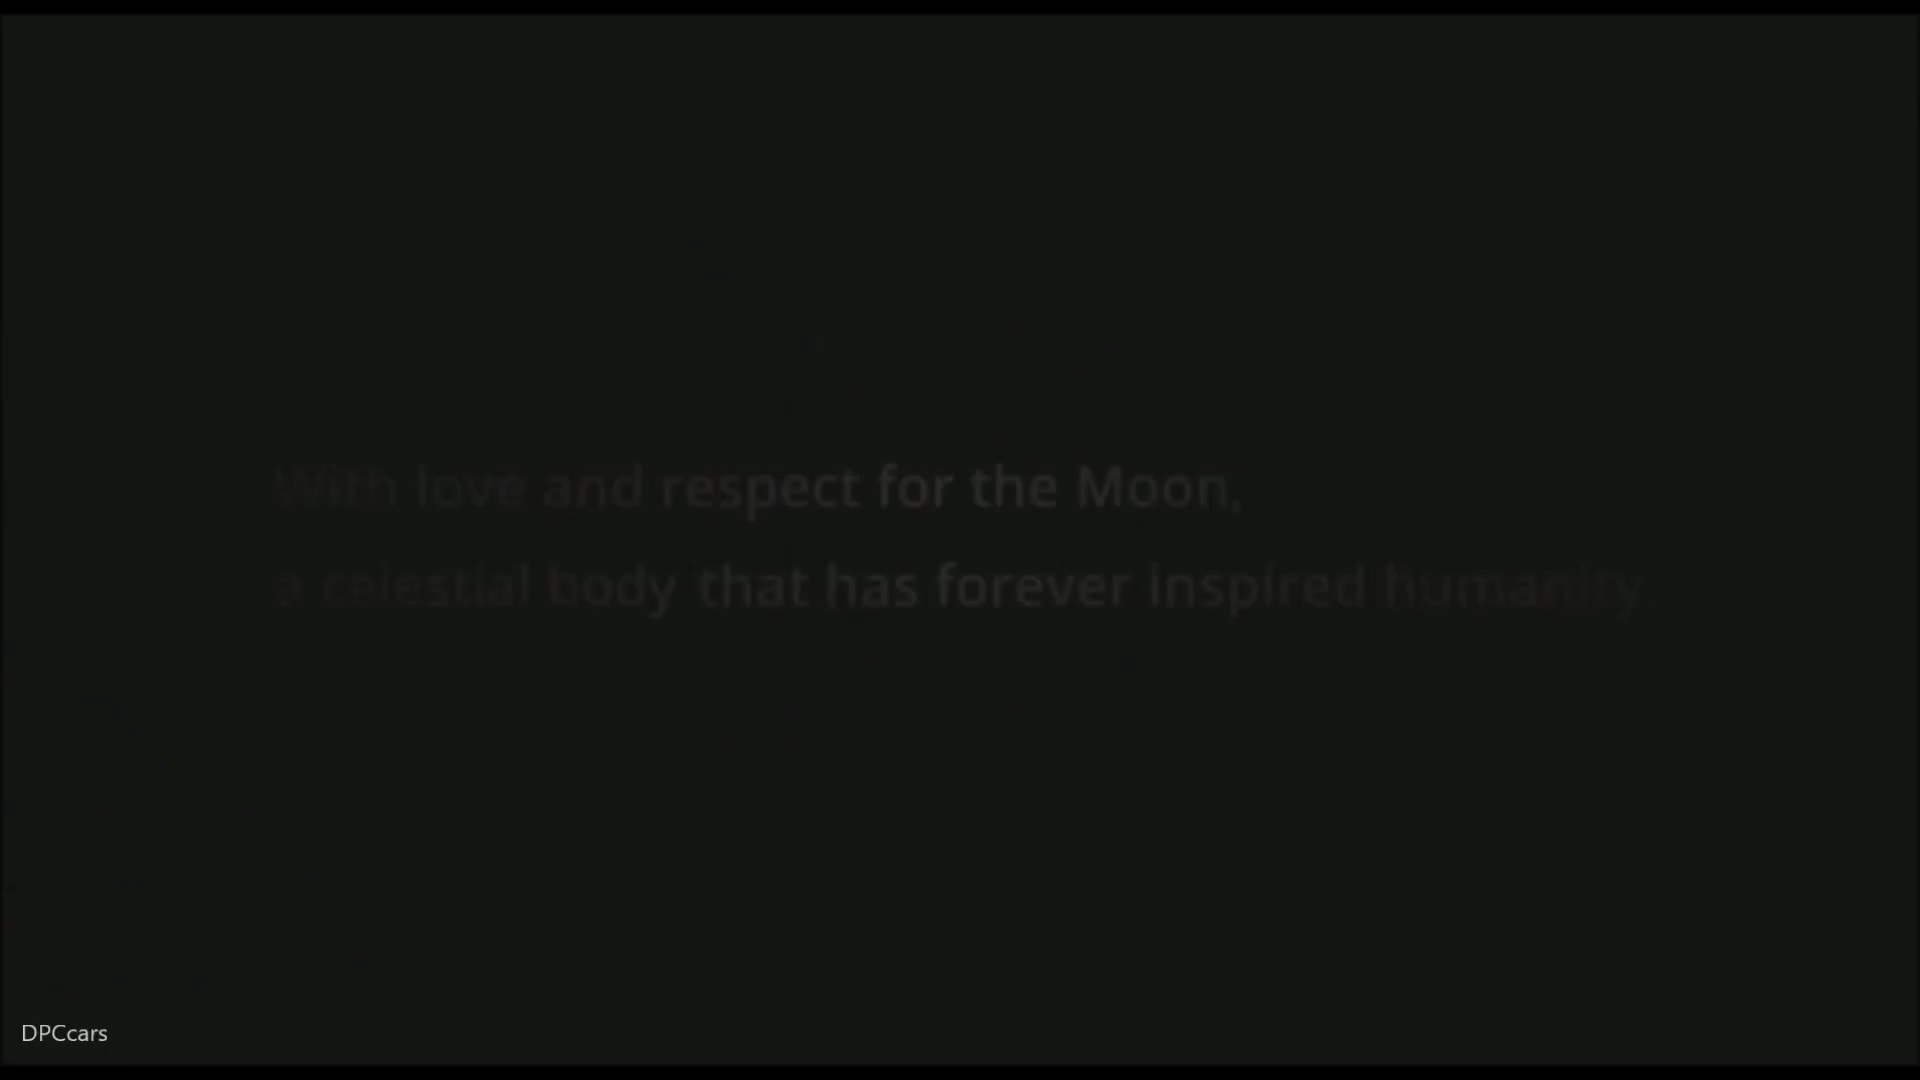 With love and respect for the Moon,
a celestial body that has forever inspired humanity
DPCcars